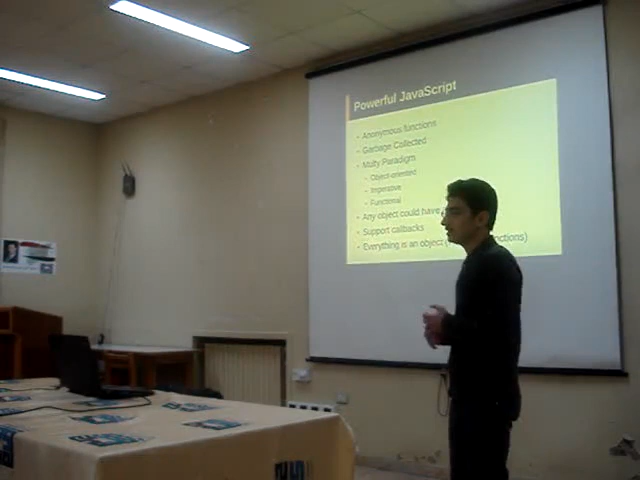 Powerful JavaScript
- Anonymous functions
- Garbage Collected
- Multy Paradigm
- Object-oriented
- Imperative
- Functional
- Any object could have
- Support callbacks
- Everything is an object ( nctions)